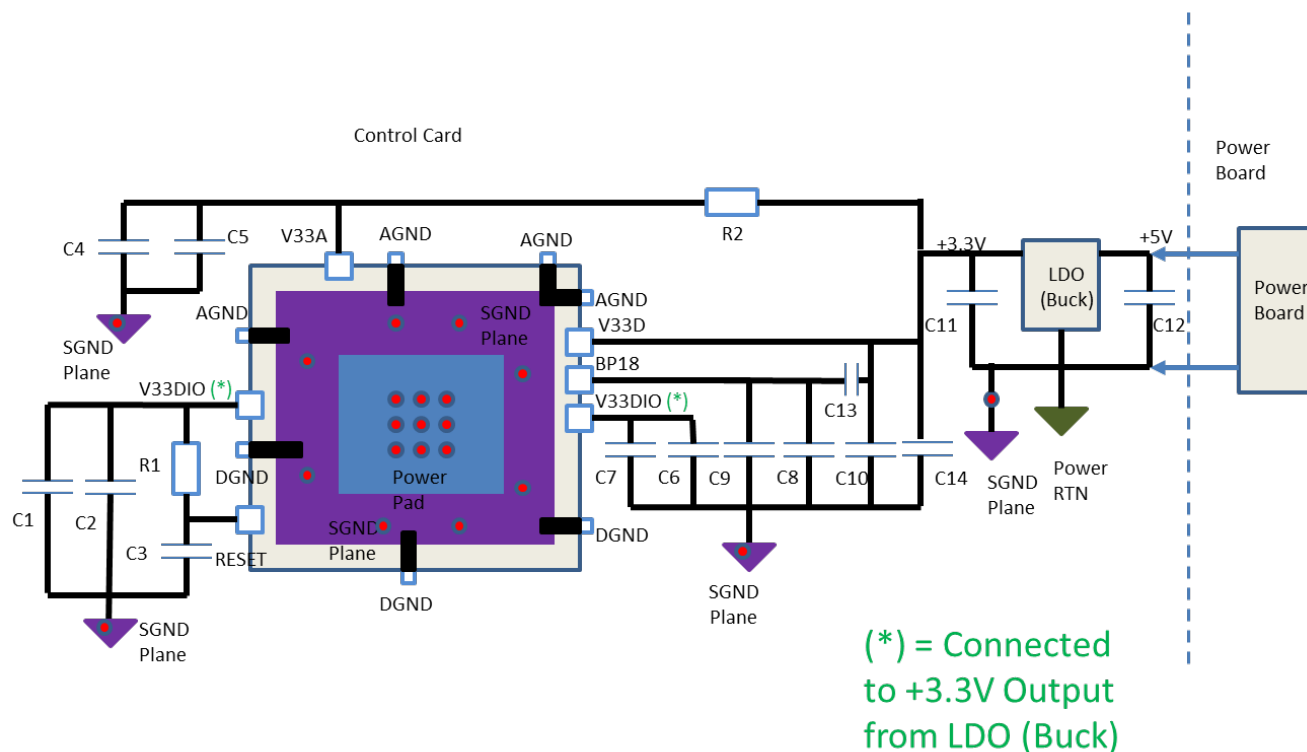 Control Card
Power
Board
C4
C5
V33A
AGND
AGND
R2
+3.3V
+5V
LDO
(Buck)
Power
Board
AGND
SGND
Plane
AGND
V33D
C11
C12
SGND
Plane
BP18
V33DIO (*)
V33DIO (*)
C13
R1
DGND
Power
Pad
C7
C6
C9
C8
C10
C14
SGND
Plane
Power
RTN
C1
C2
C3
RESET
SGND
Plane
DGND
DGND
SGND
Plane
SGND
Plane
(*) = Connected
to +3.3V Output
from LDO (Buck)